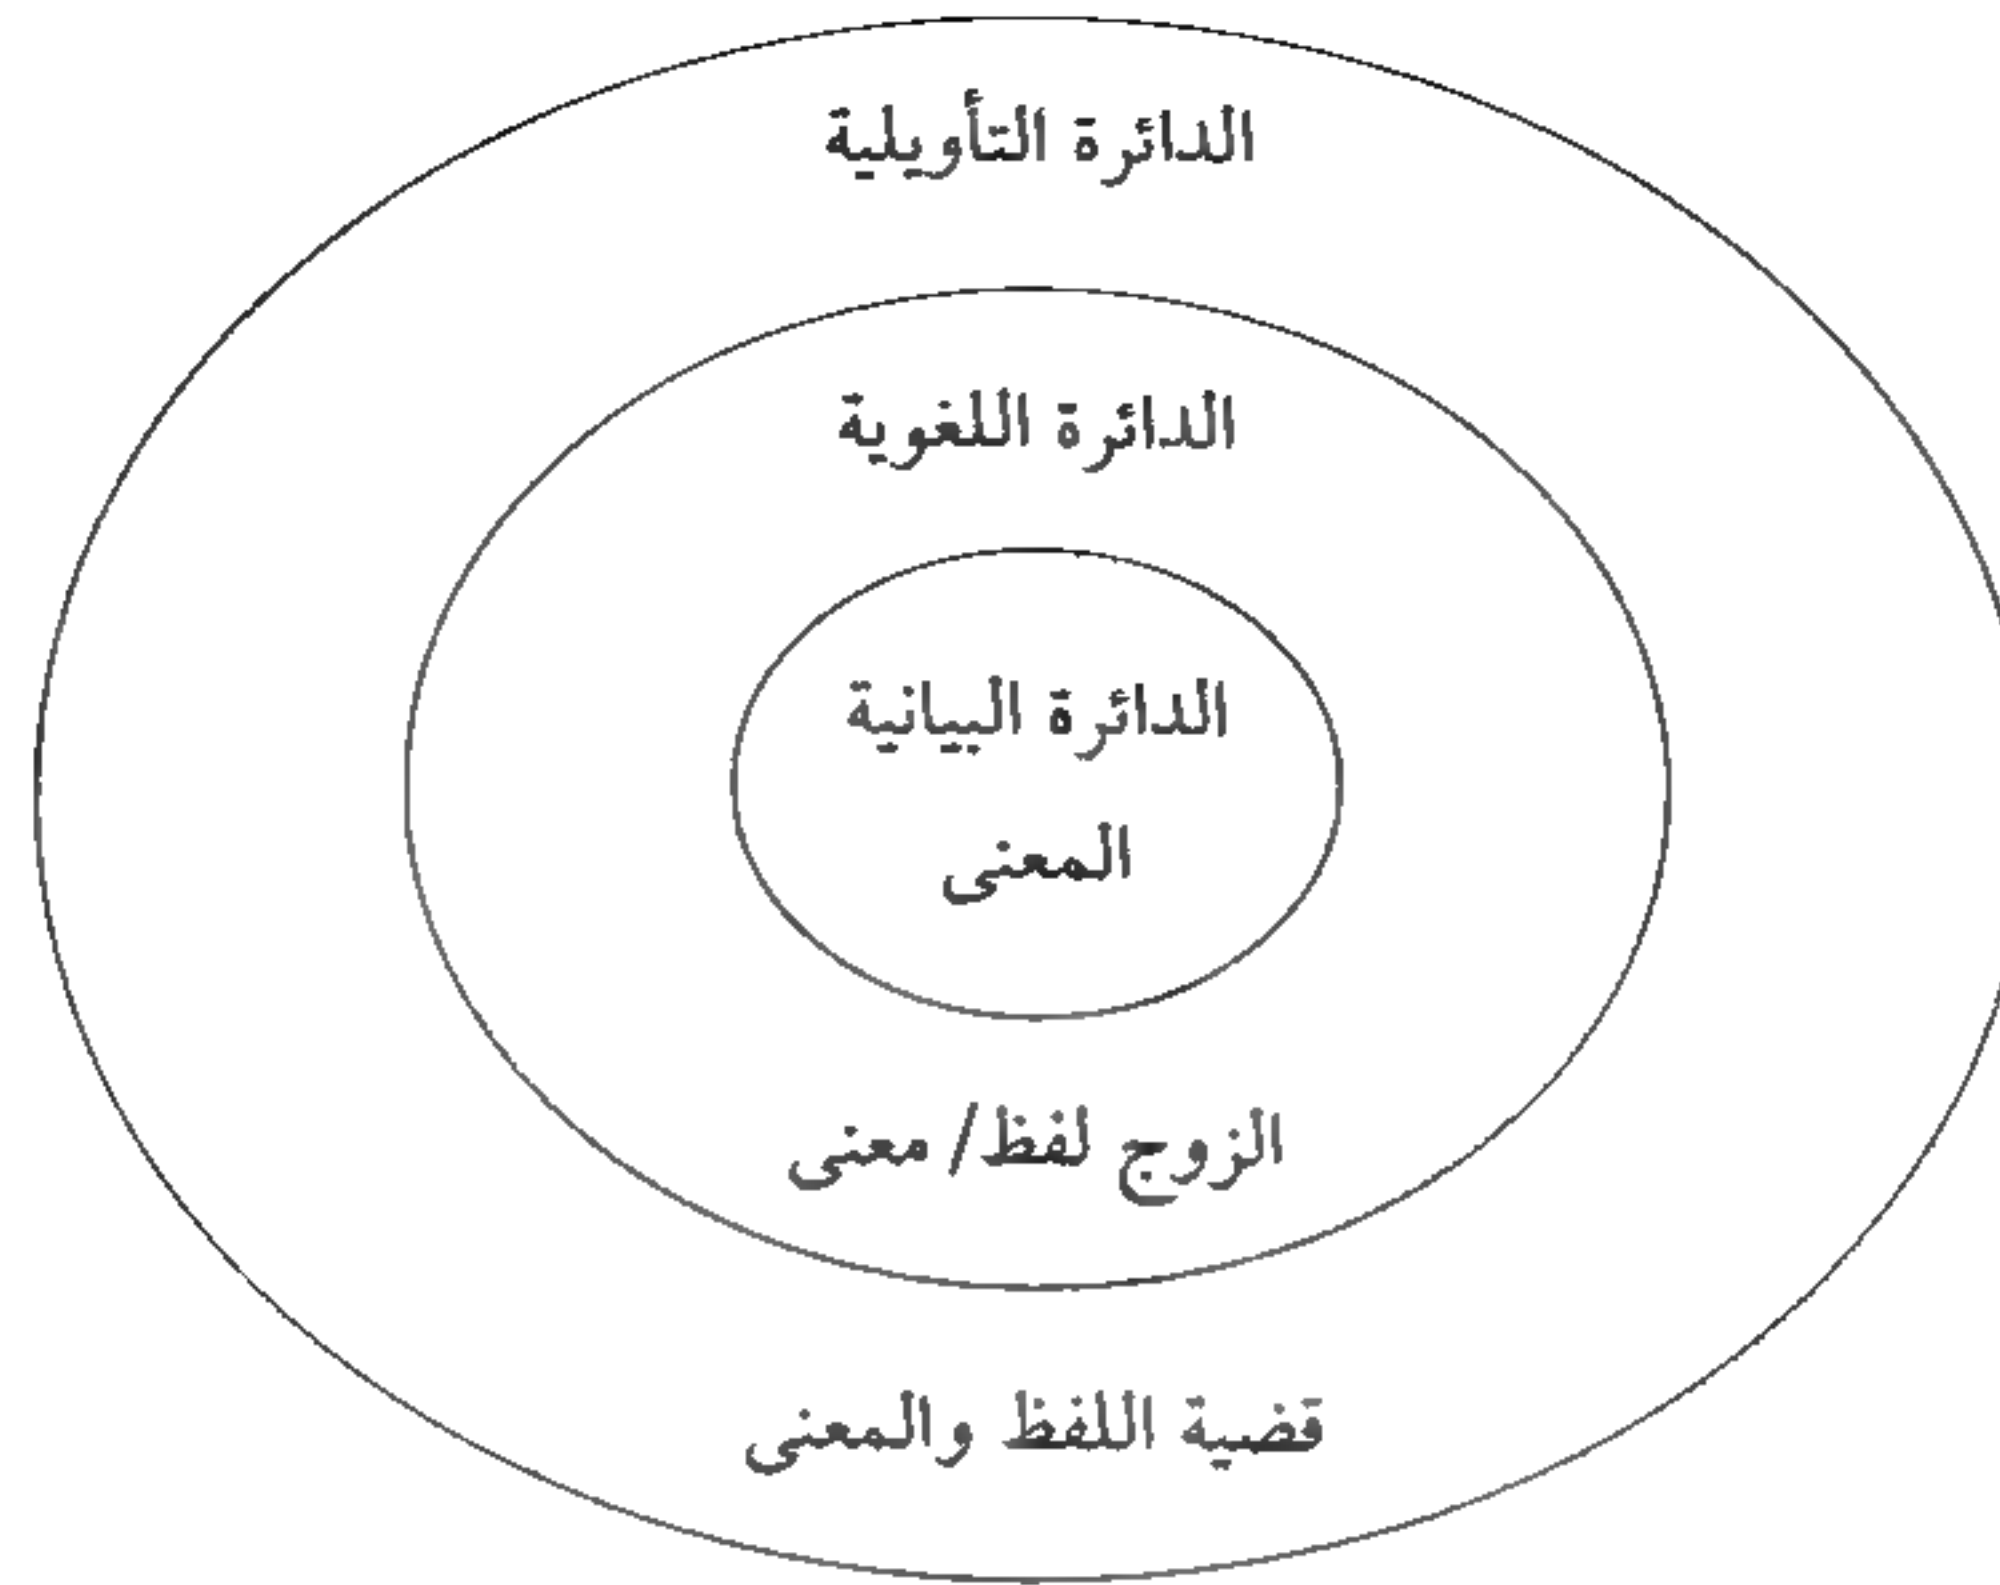 الدائرة التأويلية
الدائرة اللغوية
الدائرة البيانية
المعنى
الزوج لفظ/ معنى
قضية اللفظ والمعنى